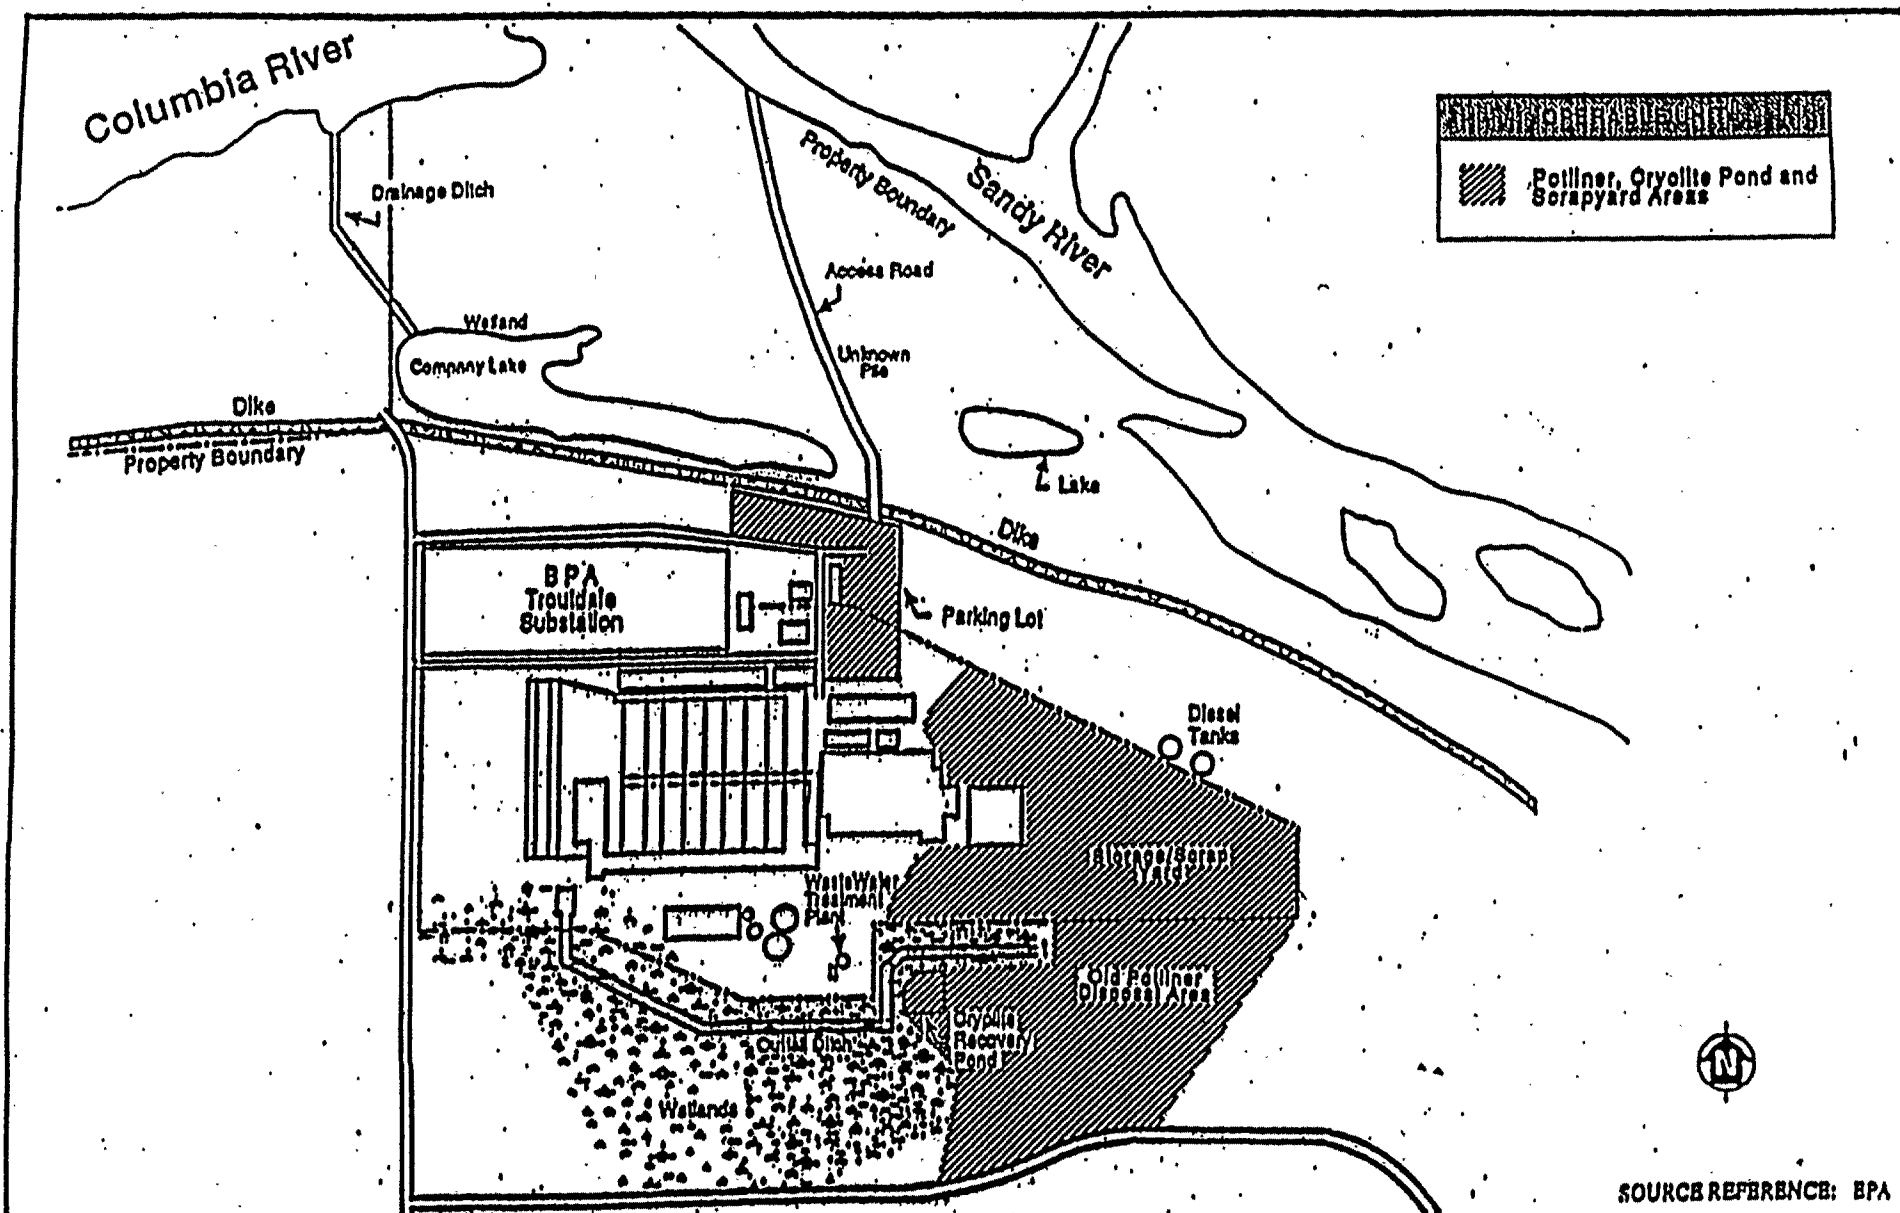 Columbia River
Drainage Ditch
Property Boundary
Sandy River
Potliner, Cryolite Pond and
Scrapyard Areas
Access Road
Wetland
Company Lake
Unknown
Pile
Dike
Property Boundary
Lake
Dike
BPA
Troutdale
Substation
Parking Lot
Diesel
Tanks
Storage/Scrap
Yard
Waste Water
Treatment
Plant
Old Potliner
Disposal Area
Cryolite
Recovery
Pond
Outfall Ditch
Wetlands
N
SOURCE REFERENCE: EPA